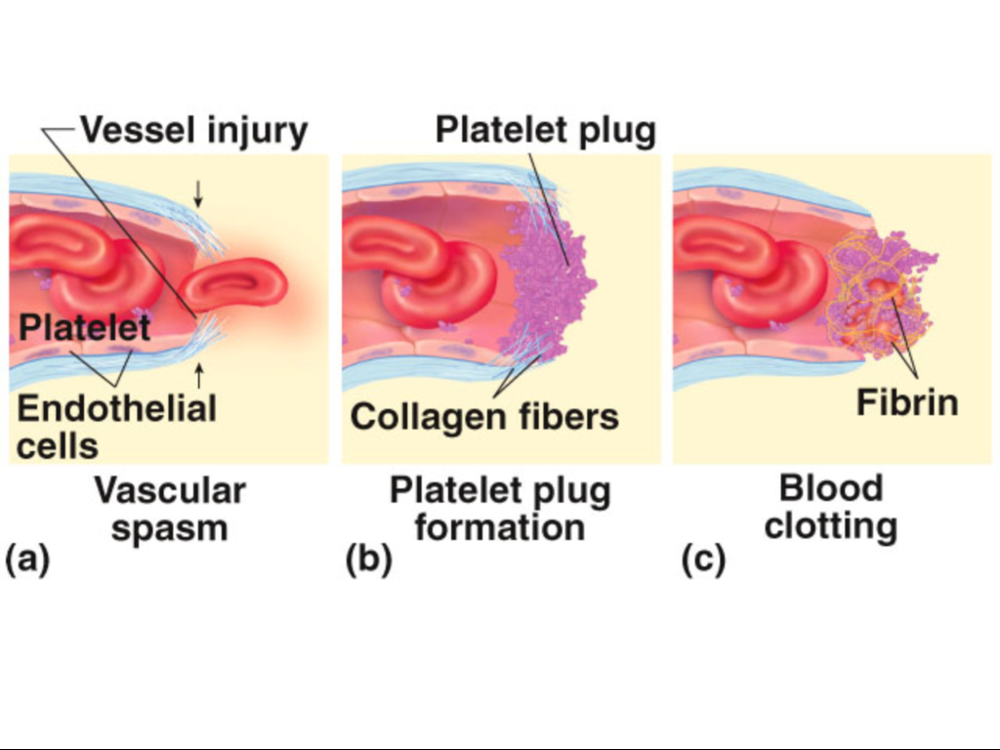 Vessel injury
Platelet
Endothelial
cells
Vascular
spasm
(a)
Platelet plug
Collagen fibers
Platelet plug
formation
(b)
Fibrin
Blood
clotting
(c)